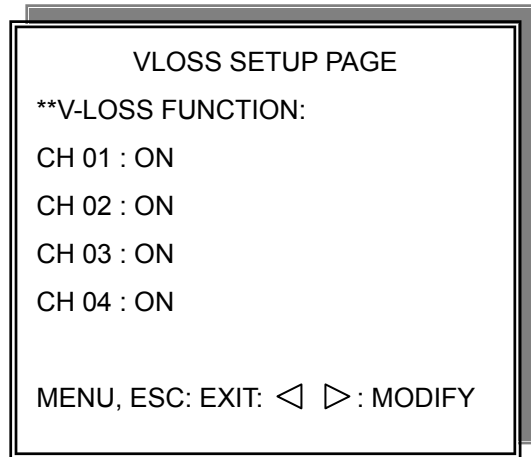 VLOSS SETUP PAGE
**V-LOSS FUNCTION:
CH 01 : ON
CH 02 : ON
CH 03 : ON
CH 04 : ON
MENU, ESC: EXIT: ◁ ▷ : MODIFY